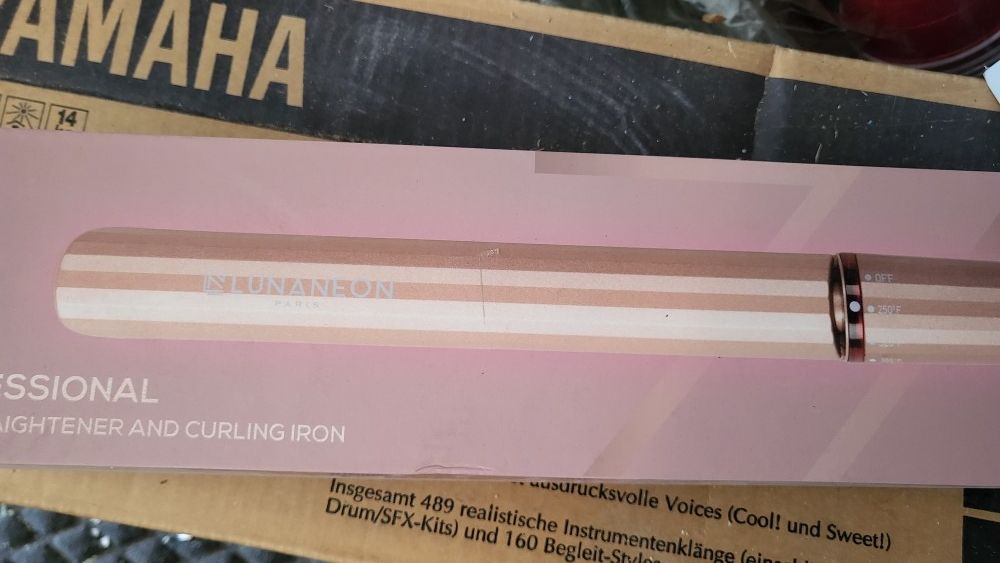 YAMAHA
14
LUNANEON
PARIS
OFF
250°F
ESSIONAL
AIGHTENER AND CURLING IRON
ausdrucksvolle Voices (Cool! und Sweet!)
Insgesamt 489 realistische Instrumentenklänge
Drum/SFX-Kits) und 160 Begleit-Styles